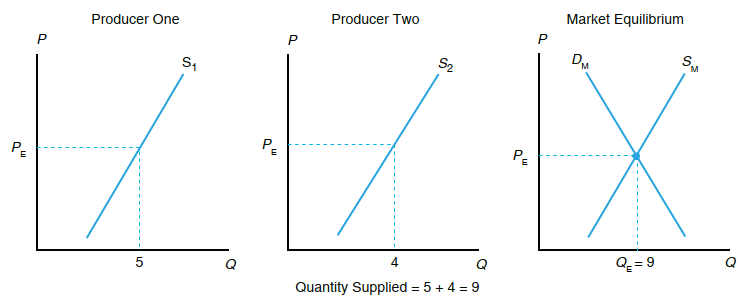 Producer One
P
S1
PE
5
Q
Producer Two
P
S2
PE
4
Q
Market Equilibrium
P
DM
SM
PE
QE = 9
Q
Quantity Supplied = 5 + 4 = 9